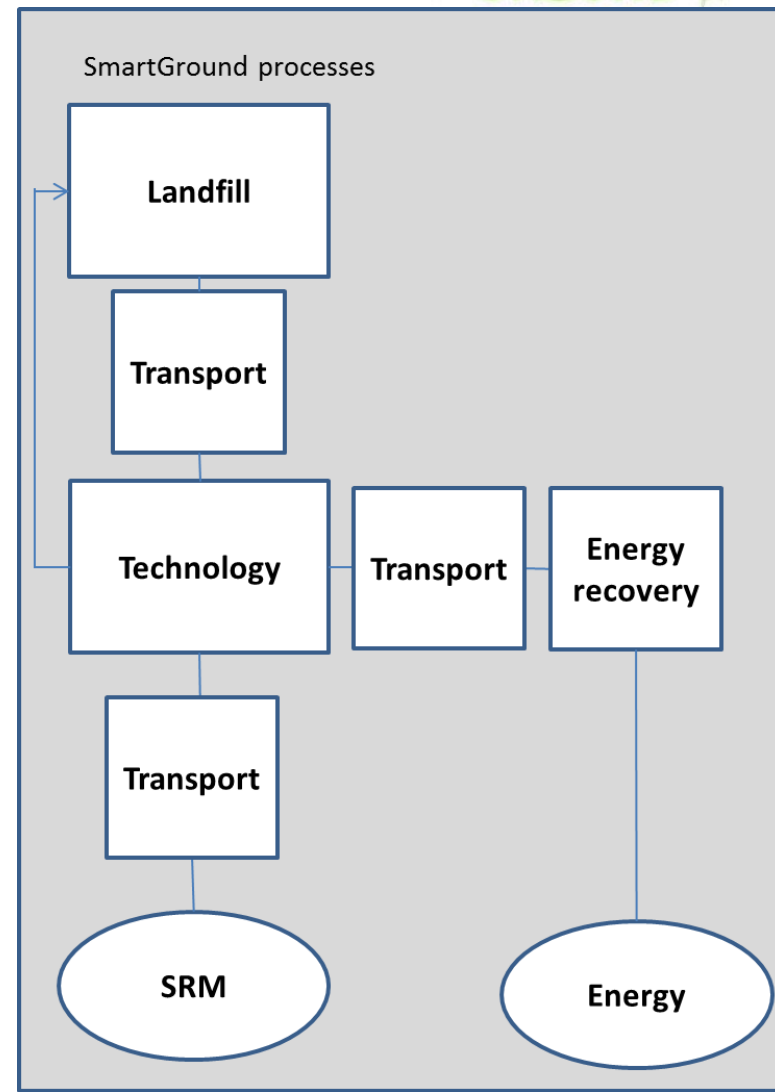 SmartGround processes
Landfill
Transport
Technology
Transport
Energy
recovery
Transport
SRM
Energy